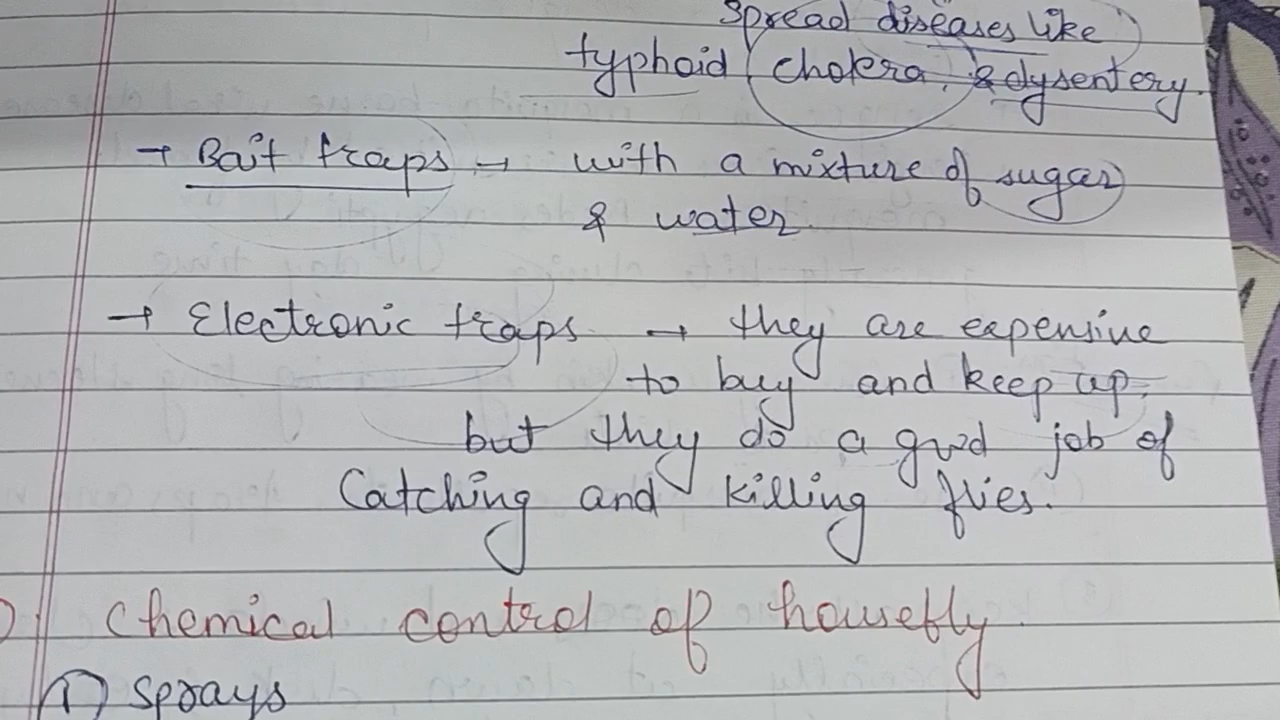 Spread diseases like
typhoid, cholera, & dysentery.
→ Bait traps → with a mixture of sugar
& water.
→ Electronic traps. → they are expensive
to buy and keep up.
but they do a good job of
Catching and killing flies.
Chemical control of housefly.
1) Sprays